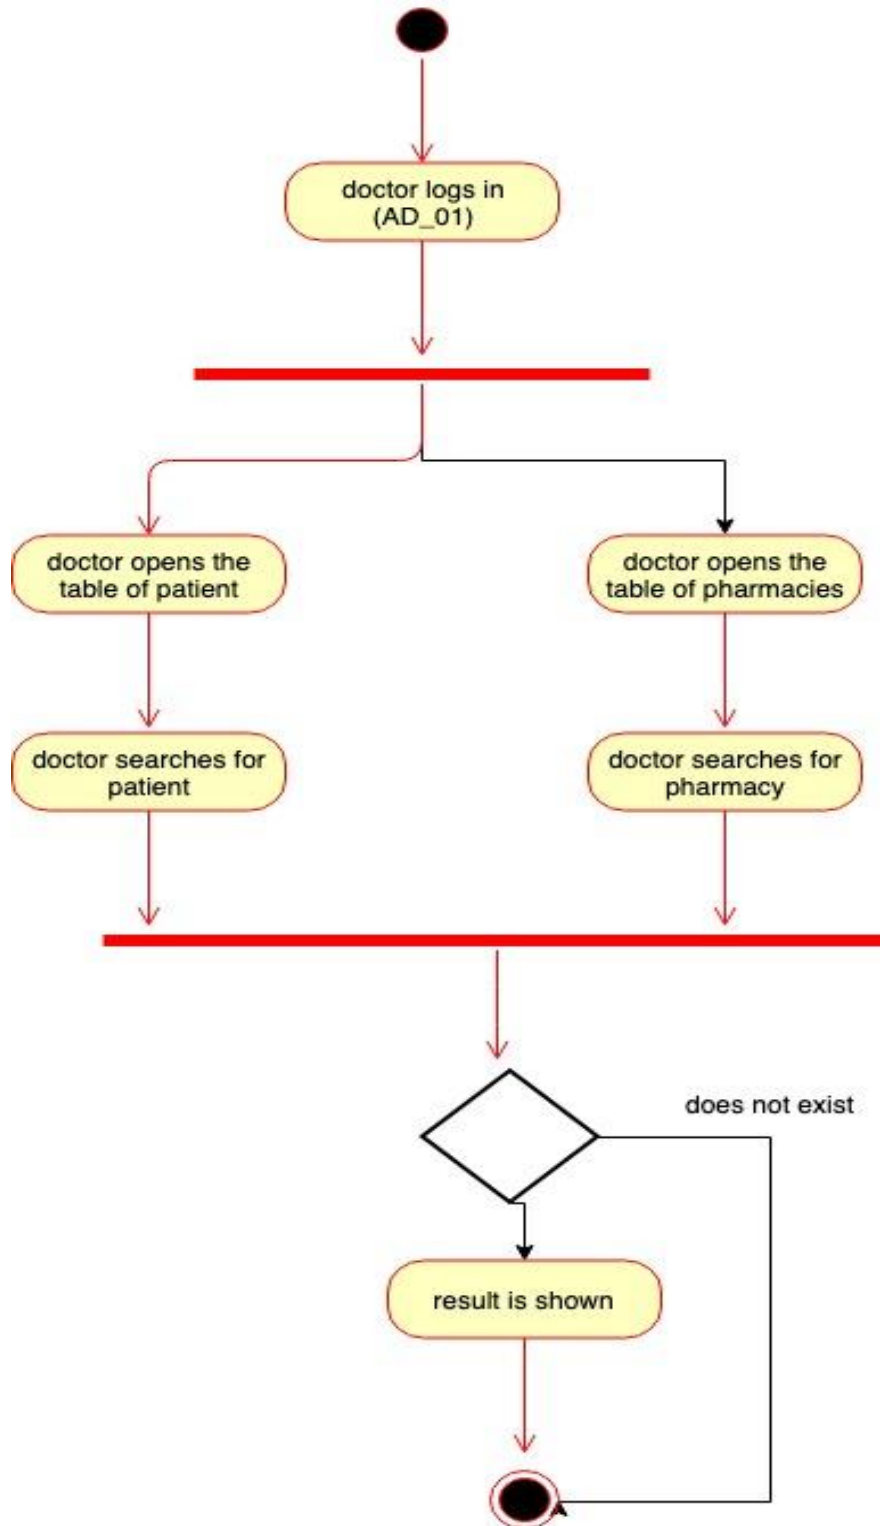 doctor logs in
(AD_01)
doctor opens the
table of patient
doctor opens the
table of pharmacies
doctor searches for
patient
doctor searches for
pharmacy
does not exist
result is shown